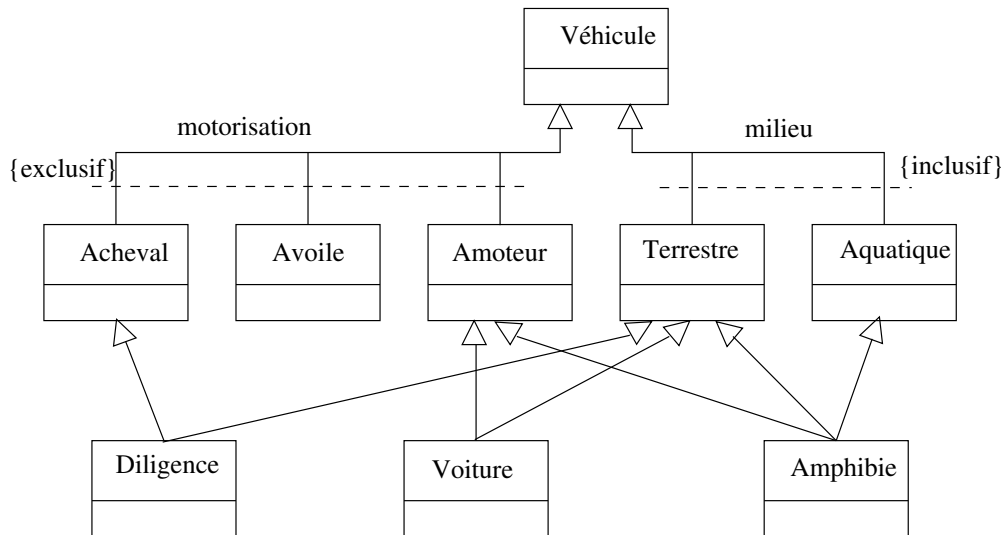 Véhicule
motorisation
milieu
{exclusif}
{inclusif}
Acheval
Avoile
Amoteur
Terrestre
Aquatique
Diligence
Voiture
Amphibie